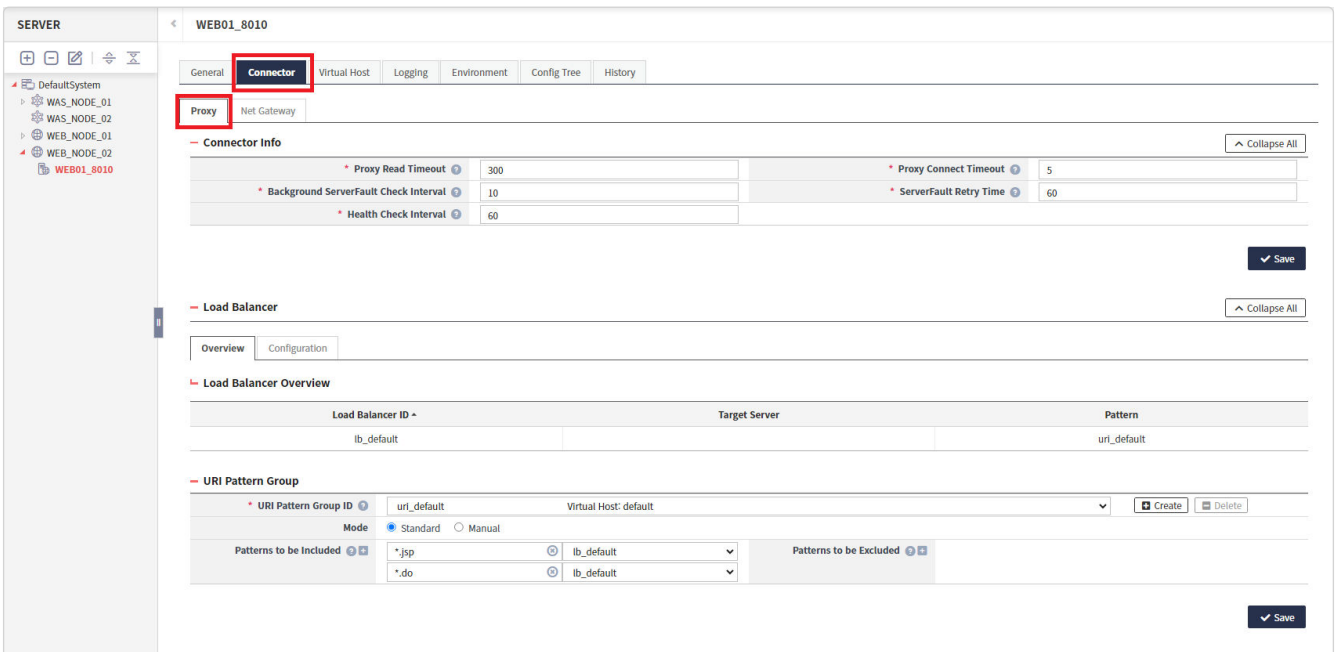 SERVER
WEB01_8010
DefaultSystem
WAS_NODE_01
WAS_NODE_02
WEB_NODE_01
WEB_NODE_02
WEB01_8010
General Connector Virtual Host Logging Environment Config Tree History
Proxy Net Gateway
Connector Info Collapse All
* Proxy Read Timeout 300 * Proxy Connect Timeout 5
* Background ServerFault Check Interval 10 * ServerFault Retry Time 60
* Health Check Interval 60
Save
Load Balancer Collapse All
Overview Configuration
Load Balancer Overview
Load Balancer ID Target Server Pattern
lb_default uri_default
URI Pattern Group
* URI Pattern Group ID uri_default Virtual Host: default Create Delete
Mode Standard Manual
Patterns to be Included *.jsp lb_default Patterns to be Excluded
*.do lb_default
Save